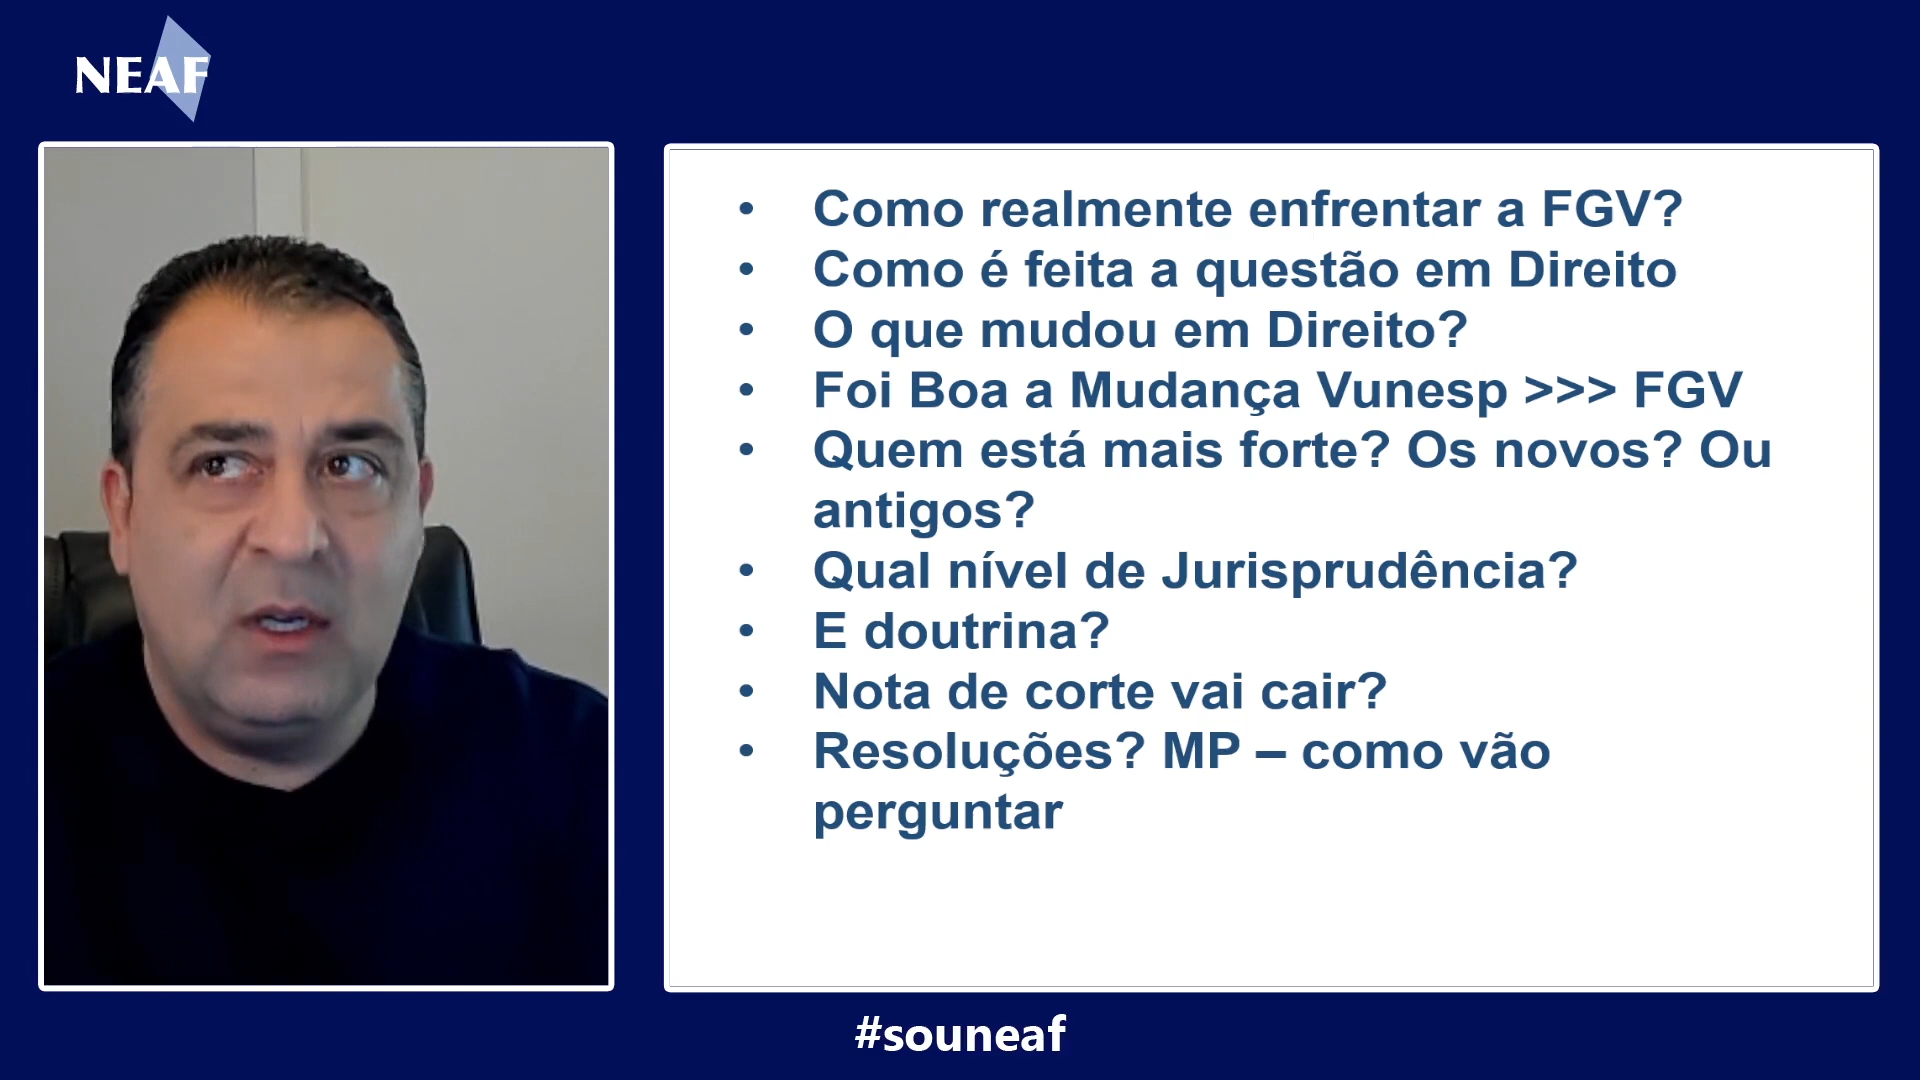 NEAF
• Como realmente enfrentar a FGV?
• Como é feita a questão em Direito
• O que mudou em Direito?
• Foi Boa a Mudança Vunesp >>> FGV
• Quem está mais forte? Os novos? Ou
antigos?
• Qual nível de Jurisprudência?
• E doutrina?
• Nota de corte vai cair?
• Resoluções? MP – como vão
perguntar
#souneaf